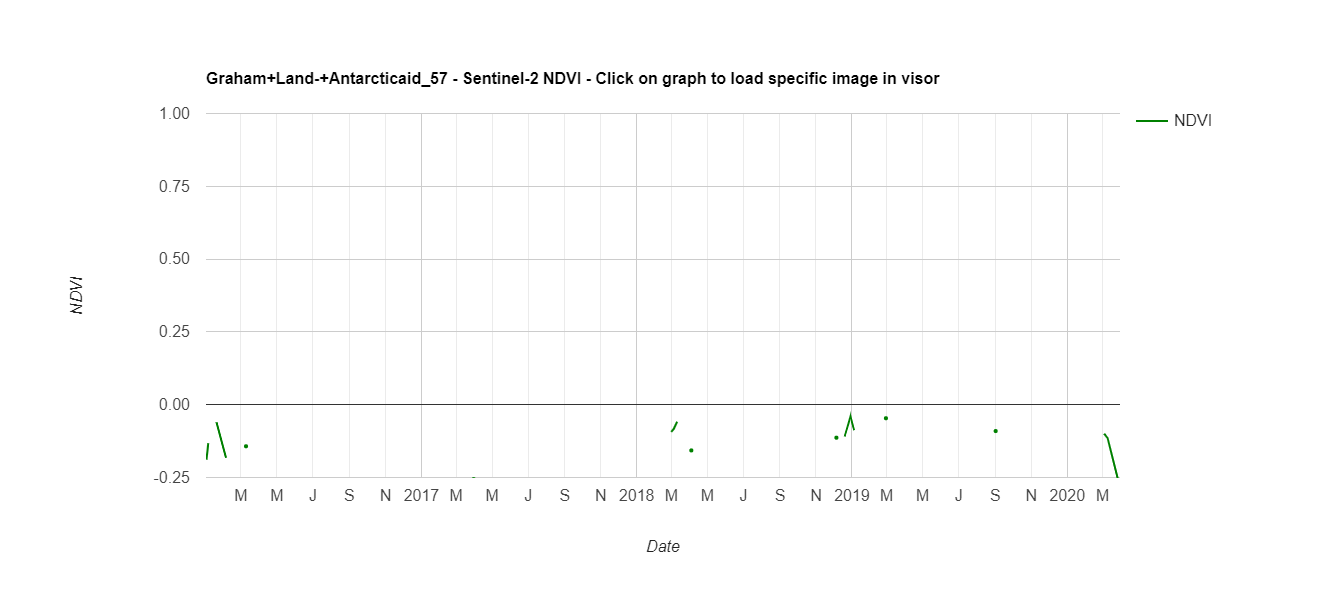 Graham+Land-+Antarcticaid_57 - Sentinel-2 NDVI - Click on graph to load specific image in visor
1.00
NDVI
0.75
0.50
NDVI
0.25
0.00
-0.25
M M J S N 2017 M M J S N 2018 M M J S N 2019 M M J S N 2020 M
Date